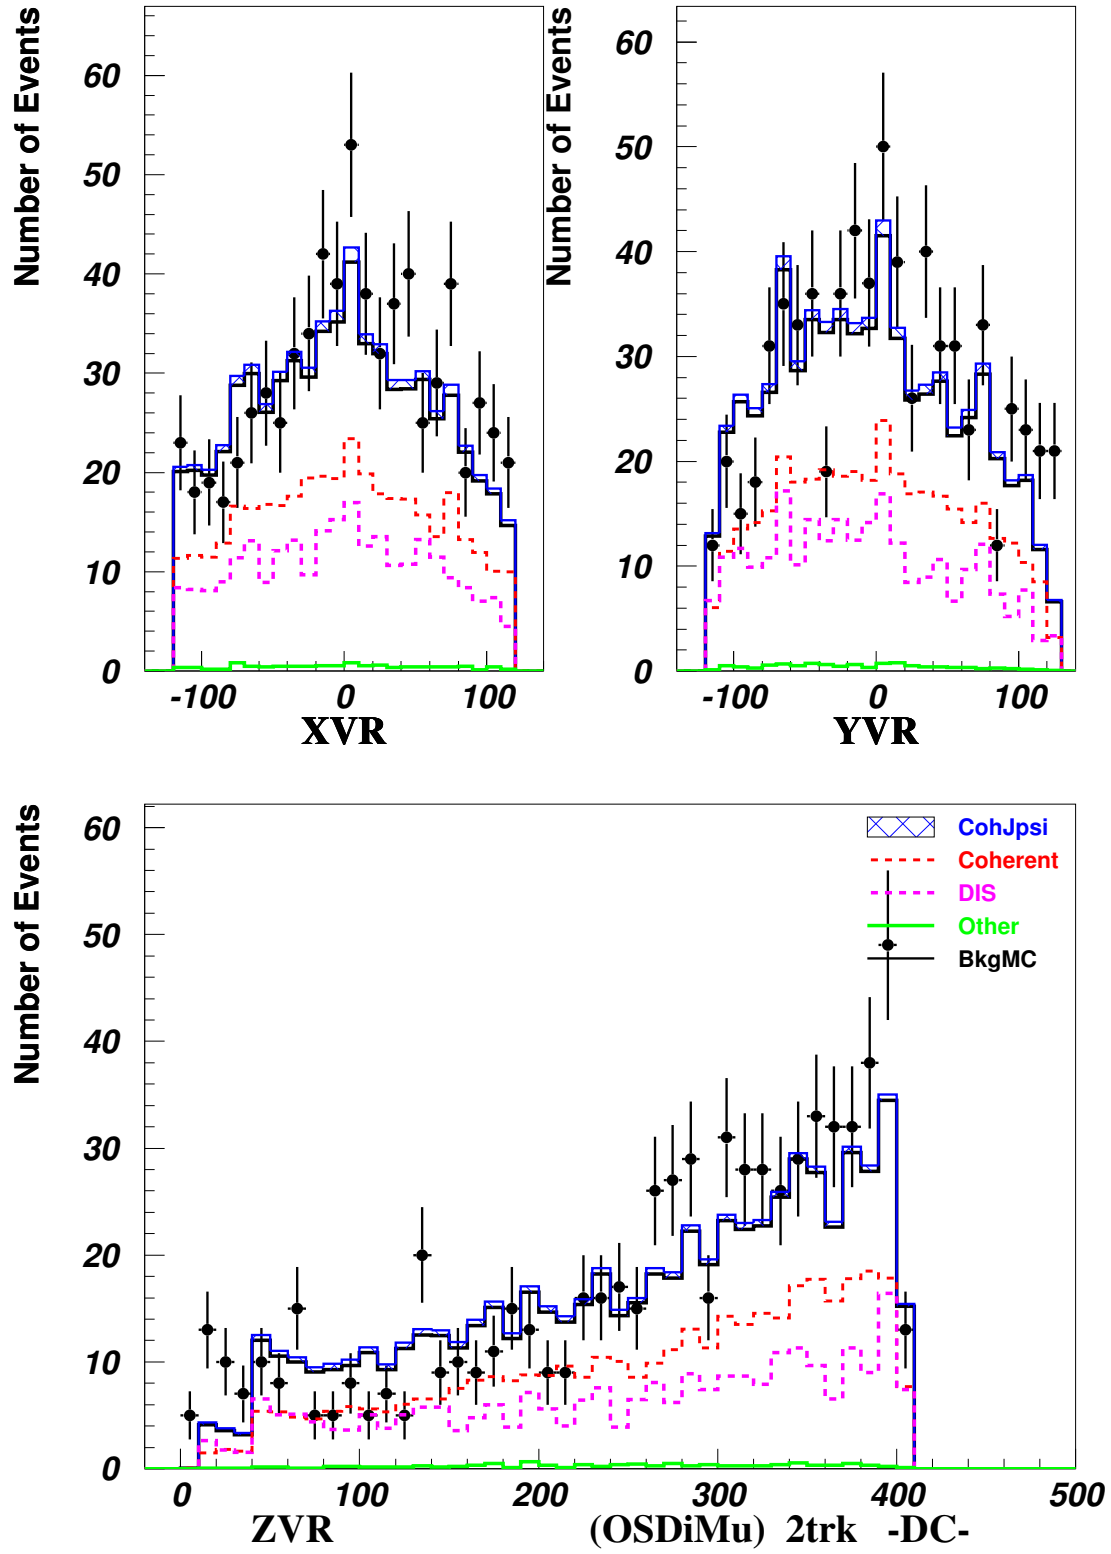 Number of Events
60
50
40
30
20
10
0
-100 0 100
XVR
Number of Events
60
50
40
30
20
10
0
-100 0 100
YVR
Number of Events
60
50
40
30
20
10
0
0 100 200 300 400 500
CohJpsi
Coherent
DIS
Other
BkgMC
ZVR (OSDiMu) 2trk -DC-